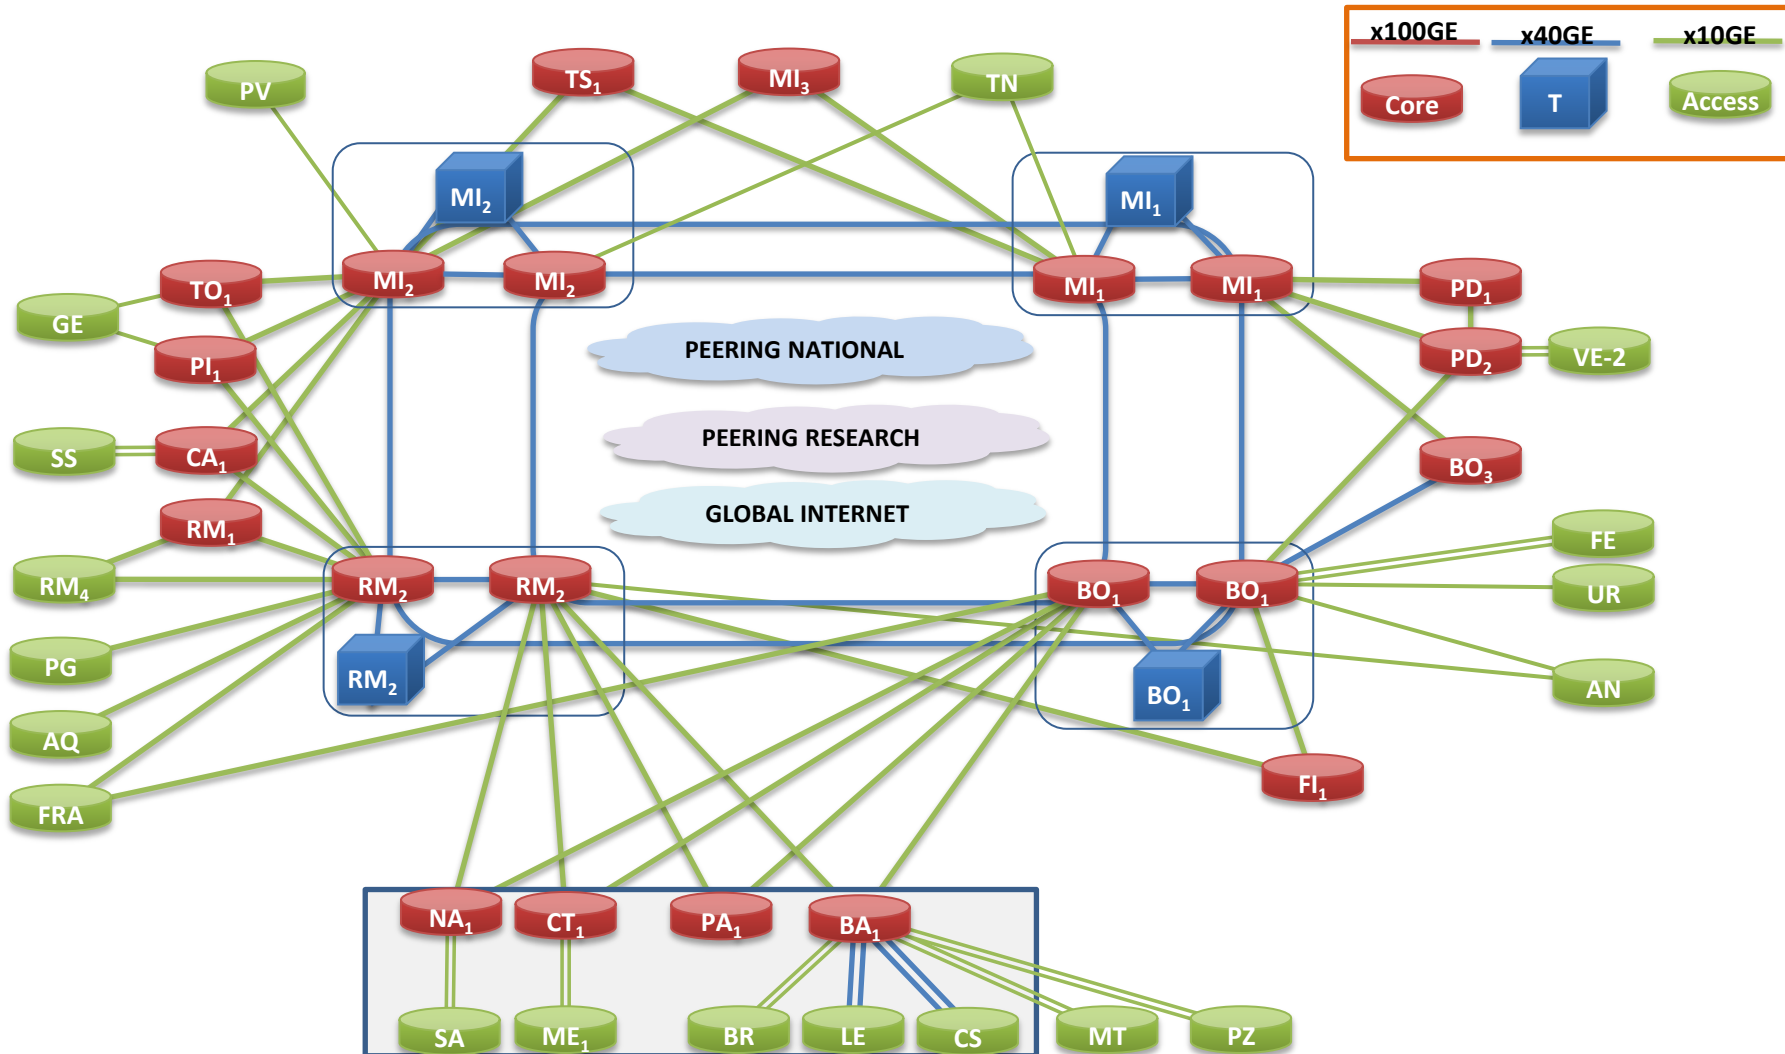 x100GE x40GE x10GE
Core T Access
PV TS₁ MI₃ TN
MI₂ MI₁
MI₂ MI₂ MI₁ MI₁
TO₁ PD₁
GE
PI₁ PEERING NATIONAL PD₂ VE-2
SS CA₁ PEERING RESEARCH BO₃
RM₁ GLOBAL INTERNET FE
RM₄ RM₂ RM₂ BO₁ BO₁ UR
PG RM₂ BO₁ AN
AQ
FRA FI₁
NA₁ CT₁ PA₁ BA₁
SA ME₁ BR LE CS MT PZ